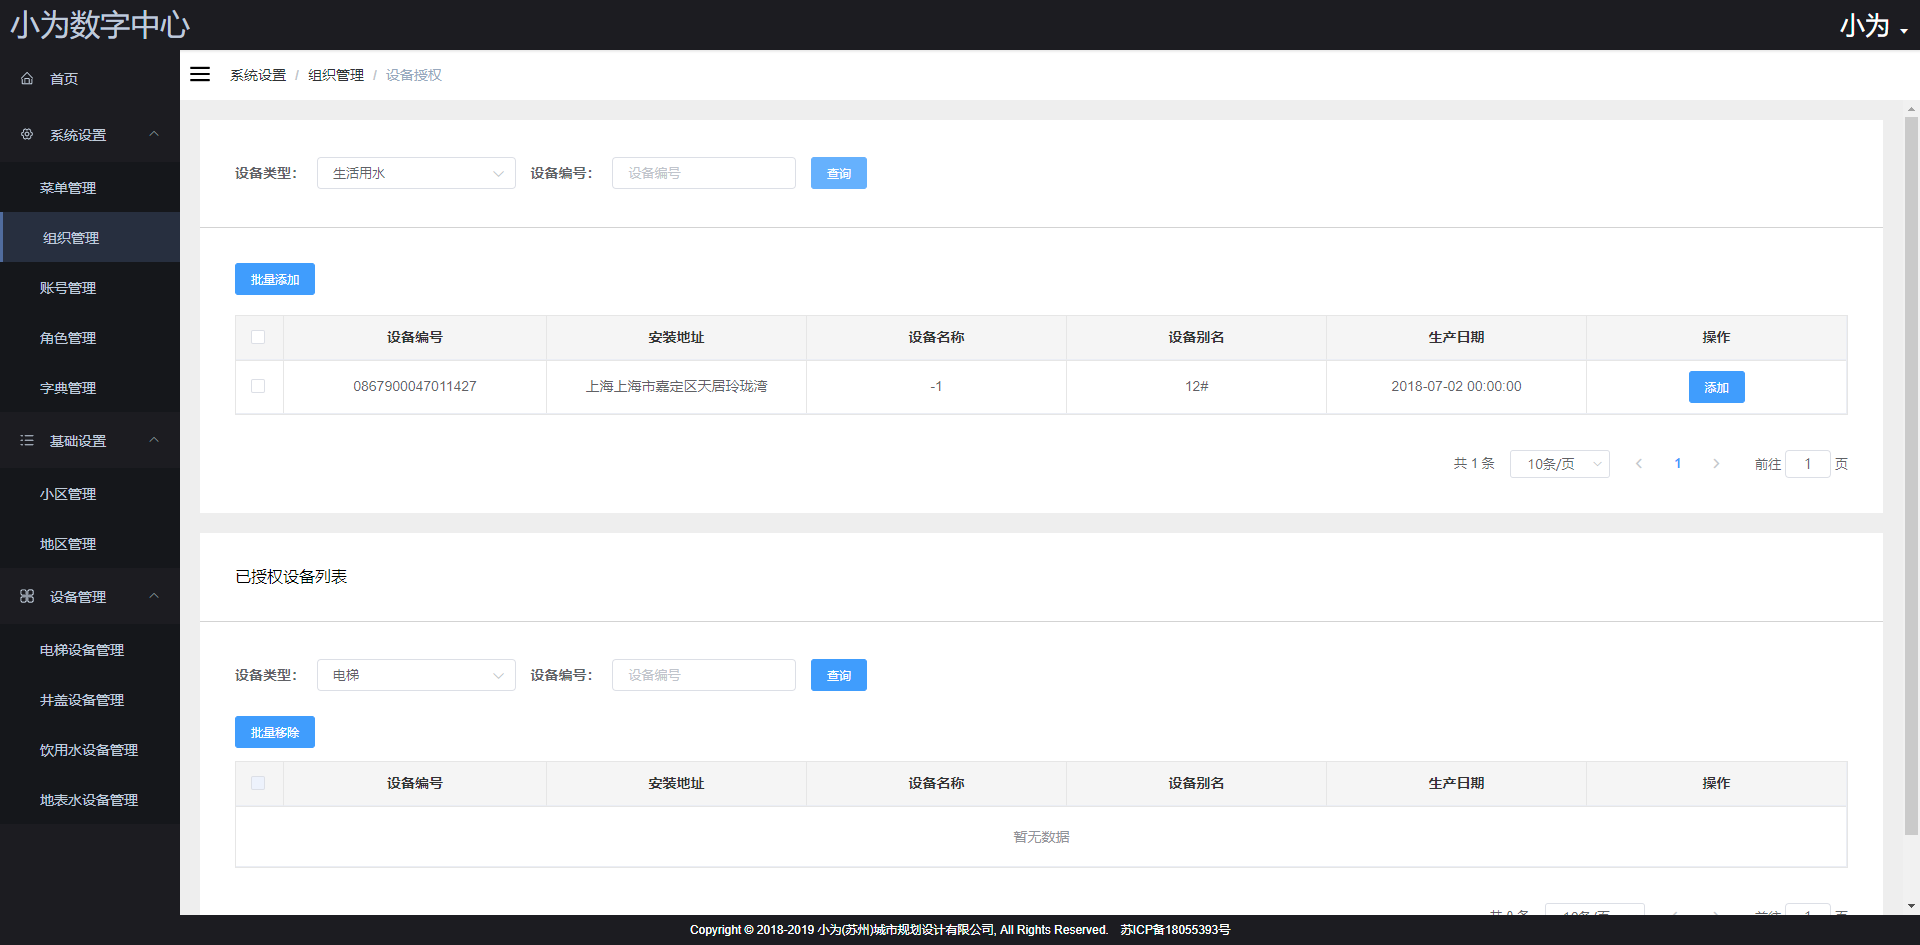 小为数字中心
小为
首页
系统设置
菜单管理
组织管理
账号管理
角色管理
字典管理
基础设置
小区管理
地区管理
设备管理
电梯设备管理
井盖设备管理
饮用水设备管理
地表水设备管理
系统设置 / 组织管理 / 设备授权
设备类型： 生活用水 设备编号： 设备编号 查询
批量添加
设备编号 安装地址 设备名称 设备别名 生产日期 操作
0867900047011427 上海上海市嘉定区天居玲珑湾 -1 12# 2018-07-02 00:00:00 添加
共 1 条 10条/页 1 前往 1 页
已授权设备列表
设备类型： 电梯 设备编号： 设备编号 查询
批量移除
设备编号 安装地址 设备名称 设备别名 生产日期 操作
暂无数据
共 0 条 10条/页 1 前往 1 页
Copyright © 2018-2019 小为(苏州)城市规划设计有限公司, All Rights Reserved. 苏ICP备18055393号